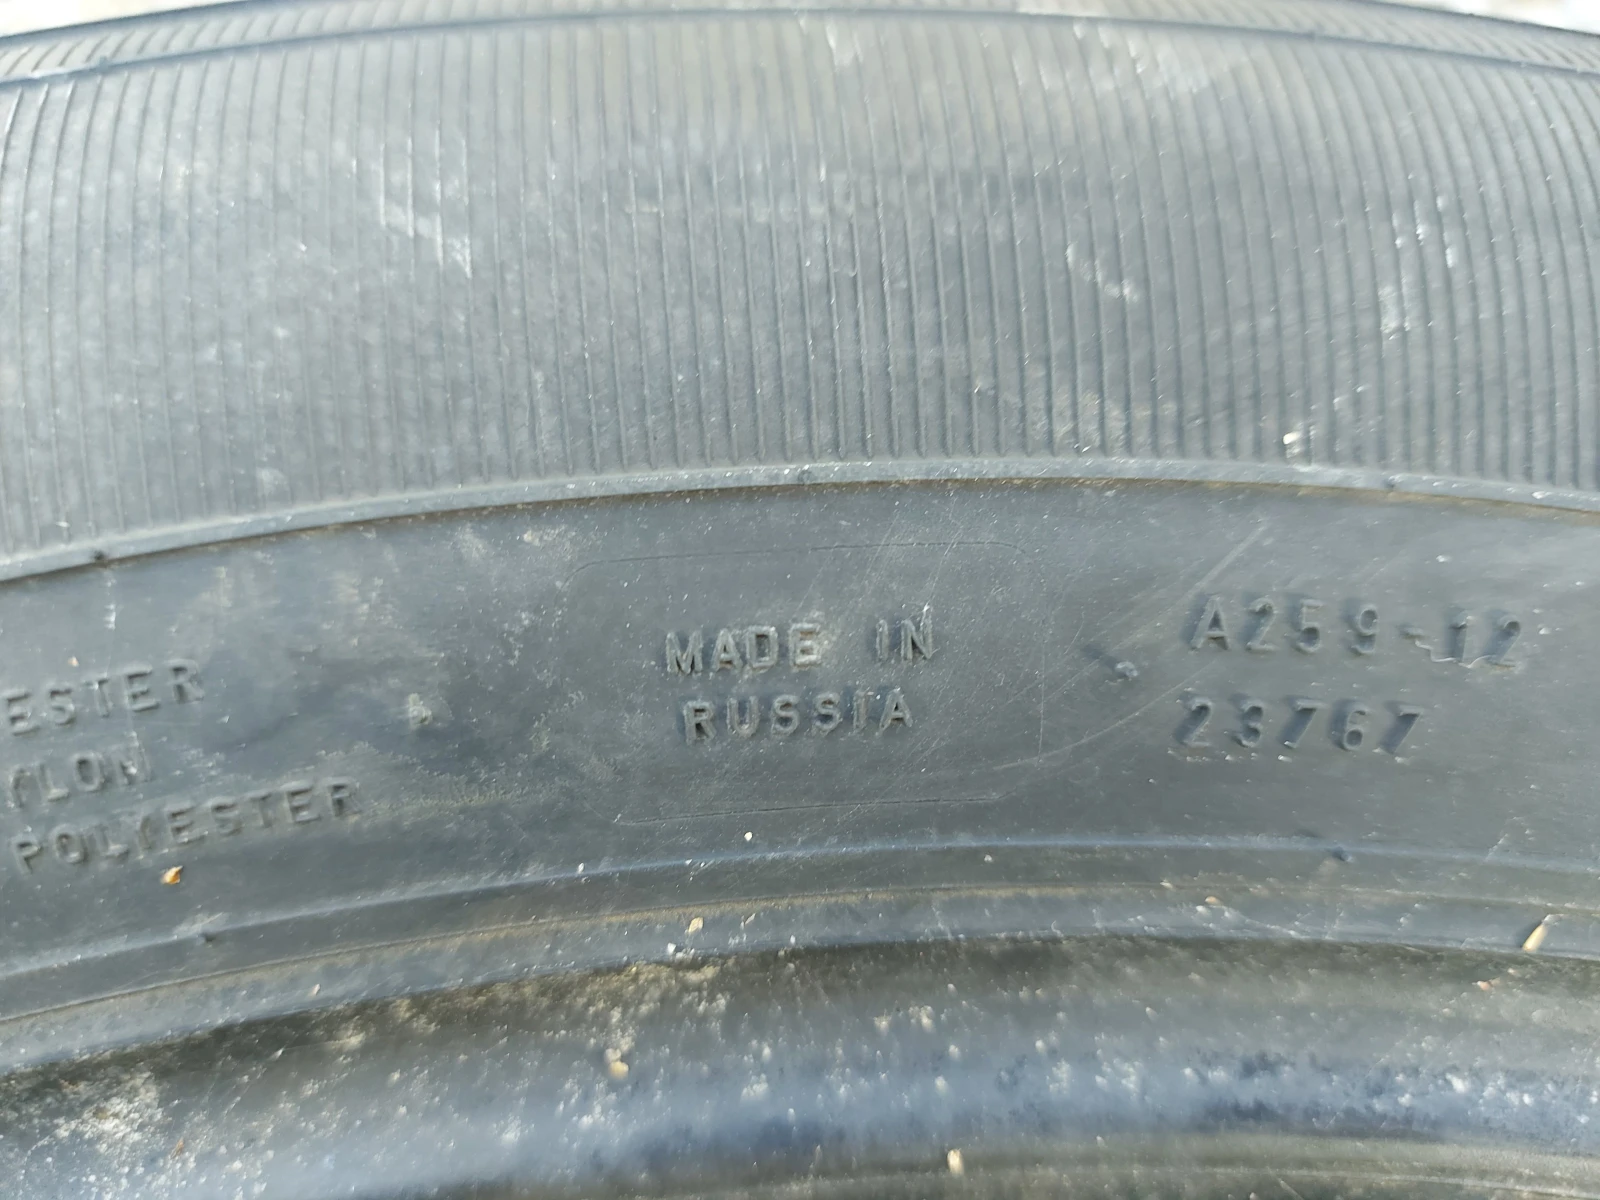 ESTER
YLON
POLYESTER
MADE IN
RUSSIA
A259-12
23767